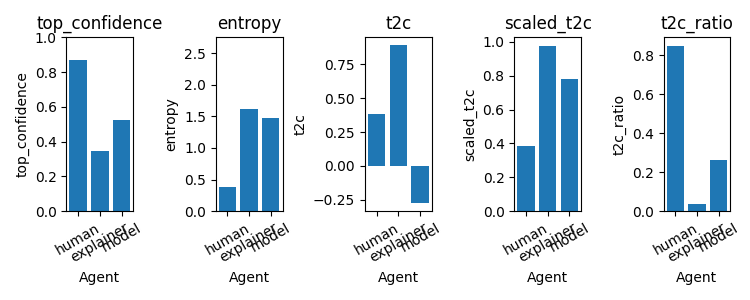 top_confidence
entropy
t2c
scaled_t2c
t2c_ratio
top_confidence
1.0
0.8
0.6
0.4
0.2
0.0
human
explainer
model
Agent
entropy
2.5
2.0
1.5
1.0
0.5
0.0
human
explainer
model
Agent
t2c
0.75
0.50
0.25
0.00
−0.25
human
explainer
model
Agent
scaled_t2c
1.0
0.8
0.6
0.4
0.2
0.0
human
explainer
model
Agent
t2c_ratio
0.8
0.6
0.4
0.2
0.0
human
explainer
model
Agent